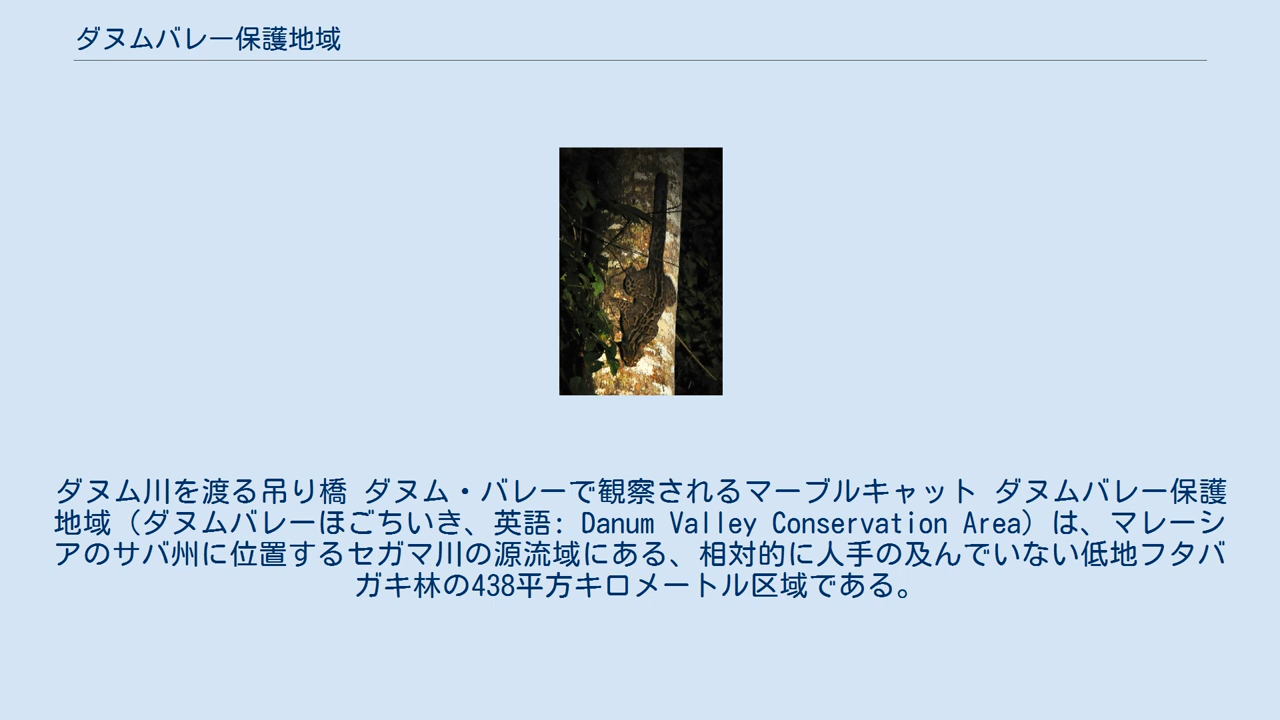 ダヌムバレー保護地域
ダヌム川を渡る吊り橋 ダヌム・バレーで観察されるマーブルキャット ダヌムバレー保護
地域（ダヌムバレーほごちいき、英語: Danum Valley Conservation Area）は、マレーシ
アのサバ州に位置するセガマ川の源流域にある、相対的に人手の及んでいない低地フタバ
ガキ林の438平方キロメートル区域である。